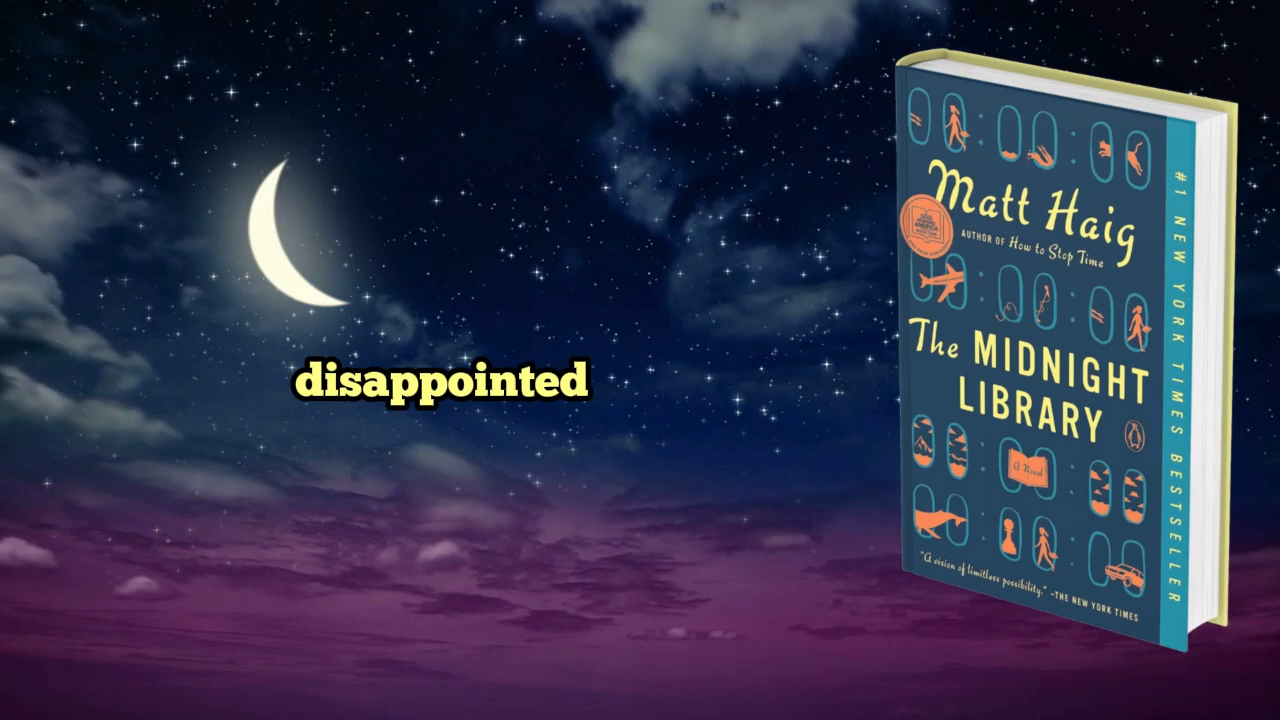 disappointed
Matt Haig
AUTHOR OF How to Stop Time
The MIDNIGHT
LIBRARY
A Novel
"A vision of limitless possibility." –THE NEW YORK TIMES
#1 NEW YORK TIMES BESTSELLER